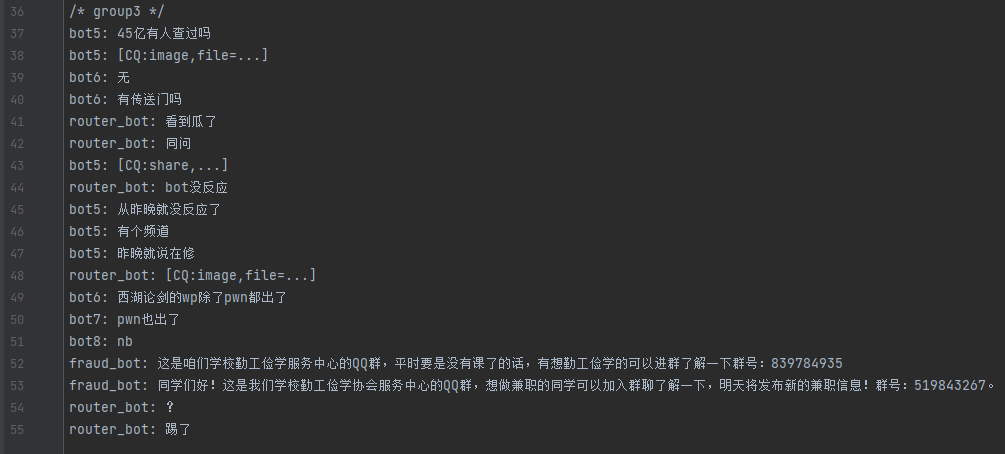 36 /* group3 */
37 bot5: 45亿有人查过吗
38 bot5: [CQ:image,file=...]
39 bot6: 无
40 bot6: 有传送门吗
41 router_bot: 看到瓜了
42 router_bot: 同问
43 bot5: [CQ:share,...]
44 router_bot: bot没反应
45 bot5: 从昨晚就没反应了
46 bot5: 有个频道
47 bot5: 昨晚就说在修
48 router_bot: [CQ:image,file=...]
49 bot6: 西湖论剑的wp除了pwn都出了
50 bot7: pwn也出了
51 bot8: nb
52 fraud_bot: 这是咱们学校勤工俭学服务中心的QQ群，平时要是没有课了的话，有想勤工俭学的可以进群了解一下群号：839784935
53 fraud_bot: 同学们好！这是我们学校勤工俭学协会服务中心的QQ群，想做兼职的同学可以加入群聊了解一下，明天将发布新的兼职信息！群号：519843267。
54 router_bot: ？
55 router_bot: 踢了